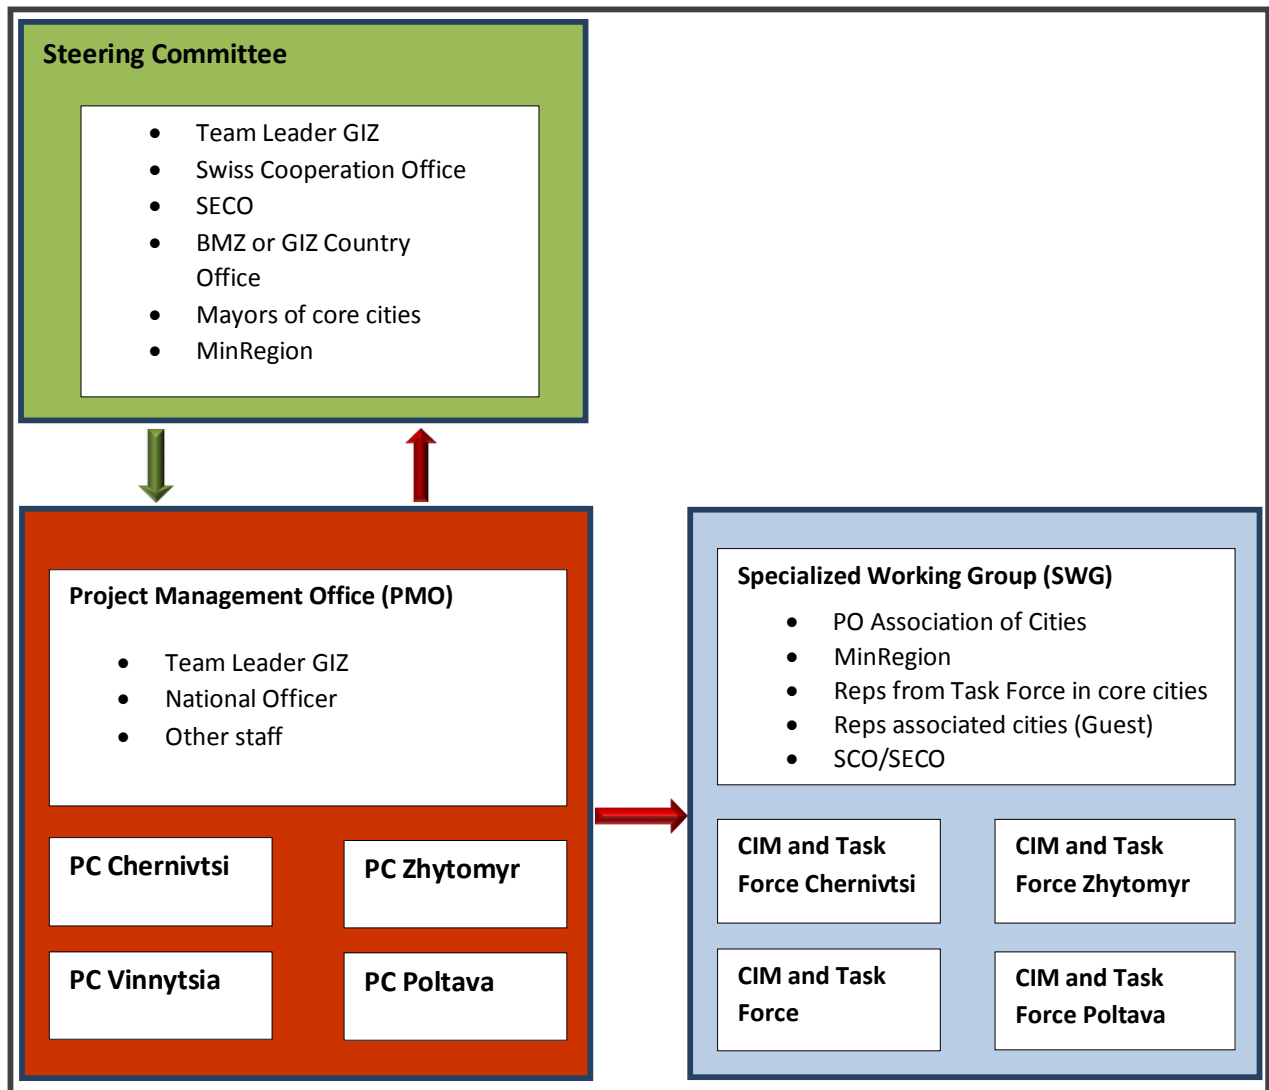 Steering Committee
• Team Leader GIZ
• Swiss Cooperation Office
• SECO
• BMZ or GIZ Country
Office
• Mayors of core cities
• MinRegion
Project Management Office (PMO)
• Team Leader GIZ
• National Officer
• Other staff
PC Chernivtsi
PC Zhytomyr
PC Vinnytsia
PC Poltava
Specialized Working Group (SWG)
• PO Association of Cities
• MinRegion
• Reps from Task Force in core cities
• Reps associated cities (Guest)
• SCO/SECO
CIM and Task
Force Chernivtsi
CIM and Task
Force Zhytomyr
CIM and Task
Force
CIM and Task
Force Poltava